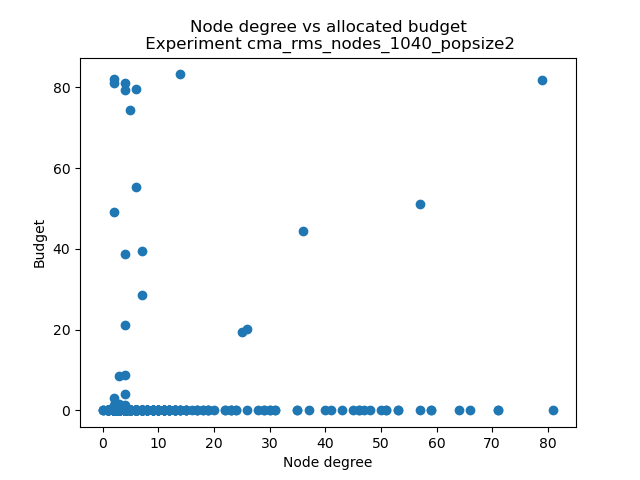 Node degree vs allocated budget
Experiment cma_rms_nodes_1040_popsize2
80
60
40
20
0
Budget
0 10 20 30 40 50 60 70 80
Node degree